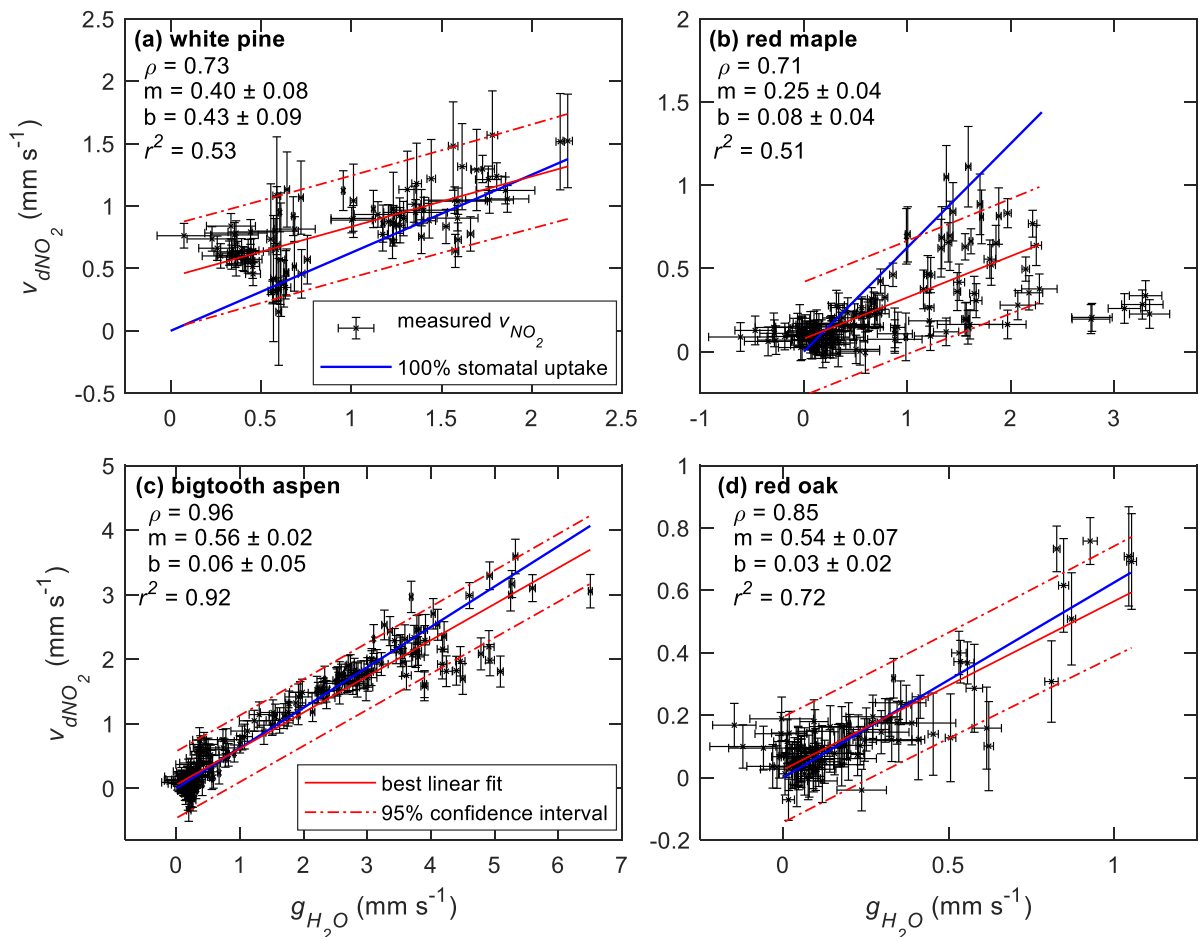 (a) white pine
ρ = 0.73
m = 0.40 ± 0.08
b = 0.43 ± 0.09
r² = 0.53
2.5
2
1.5
1
0.5
0
-0.5
v_dNO₂ (mm s⁻¹)
measured v_NO₂
100% stomatal uptake
0 0.5 1 1.5 2 2.5
(b) red maple
ρ = 0.71
m = 0.25 ± 0.04
b = 0.08 ± 0.04
r² = 0.51
2
1.5
1
0.5
0
-1 0 1 2 3
(c) bigtooth aspen
ρ = 0.96
m = 0.56 ± 0.02
b = 0.06 ± 0.05
r² = 0.92
5
4
3
2
1
0
v_dNO₂ (mm s⁻¹)
best linear fit
95% confidence interval
0 1 2 3 4 5 6 7
g_H₂O (mm s⁻¹)
(d) red oak
ρ = 0.85
m = 0.54 ± 0.07
b = 0.03 ± 0.02
r² = 0.72
1
0.8
0.6
0.4
0.2
0
-0.2
0 0.5 1
g_H₂O (mm s⁻¹)